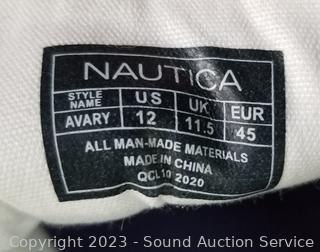 NAUTICA
STYLE NAME US UK EUR
AVARY 12 11.5 45
ALL MAN-MADE MATERIALS
MADE IN CHINA
QCL10 2020
Copyright © 2023 - Sound Auction Service